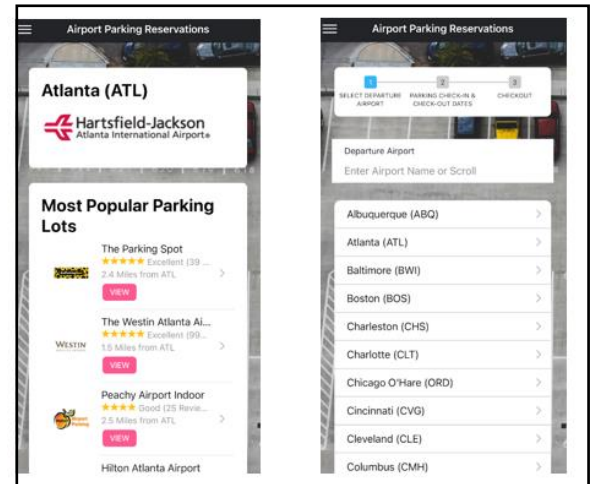 Airport Parking Reservations
Atlanta (ATL)
Hartsfield-Jackson
Atlanta International Airport®
Most Popular Parking
Lots
The Parking Spot
Excellent (39 ...
2.4 Miles from ATL
VIEW
WESTIN
The Westin Atlanta Ai...
Excellent (99...
1.5 Miles from ATL
VIEW
Peachy Airport Indoor
Good (25 Revie...
2.5 Miles from ATL
VIEW
Hilton Atlanta Airport
Airport Parking Reservations
1
2
3
SELECT DEPARTURE
AIRPORT
PARKING CHECK-IN &
CHECK-OUT DATES
CHECKOUT
Departure Airport
Enter Airport Name or Scroll
Albuquerque (ABQ)
Atlanta (ATL)
Baltimore (BWI)
Boston (BOS)
Charleston (CHS)
Charlotte (CLT)
Chicago O'Hare (ORD)
Cincinnati (CVG)
Cleveland (CLE)
Columbus (CMH)